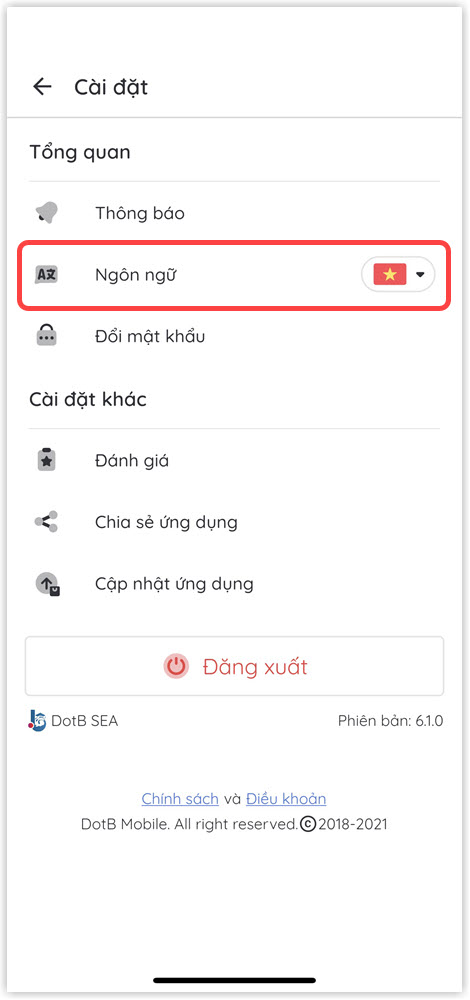 Cài đặt
Tổng quan
Thông báo
A文 Ngôn ngữ
Đổi mật khẩu
Cài đặt khác
Đánh giá
Chia sẻ ứng dụng
Cập nhật ứng dụng
Đăng xuất
DotB SEA Phiên bản: 6.1.0
Chính sách và Điều khoản
DotB Mobile. All right reserved.©2018-2021